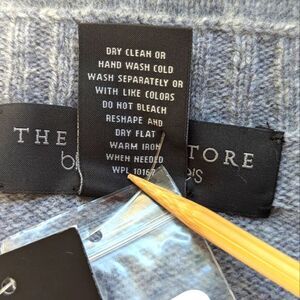 DRY CLEAN OR
HAND WASH COLD
WASH SEPARATELY OR
WITH LIKE COLORS
DO NOT BLEACH
RESHAPE AND
DRY FLAT
WARM IRON
WHEN NEEDED
WPL
THE
TORE